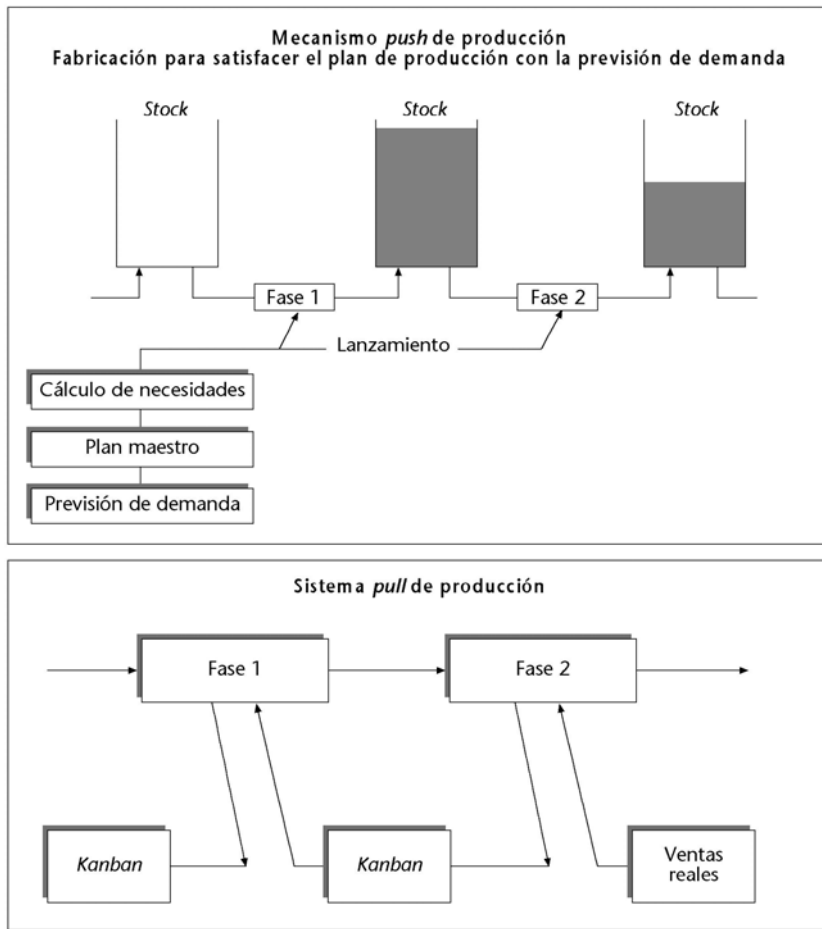 Mecanismo push de producción
Fabricación para satisfacer el plan de producción con la previsión de demanda
Stock
Stock
Stock
Fase 1
Fase 2
Lanzamiento
Cálculo de necesidades
Plan maestro
Previsión de demanda
Sistema pull de producción
Fase 1
Fase 2
Kanban
Kanban
Ventas
reales